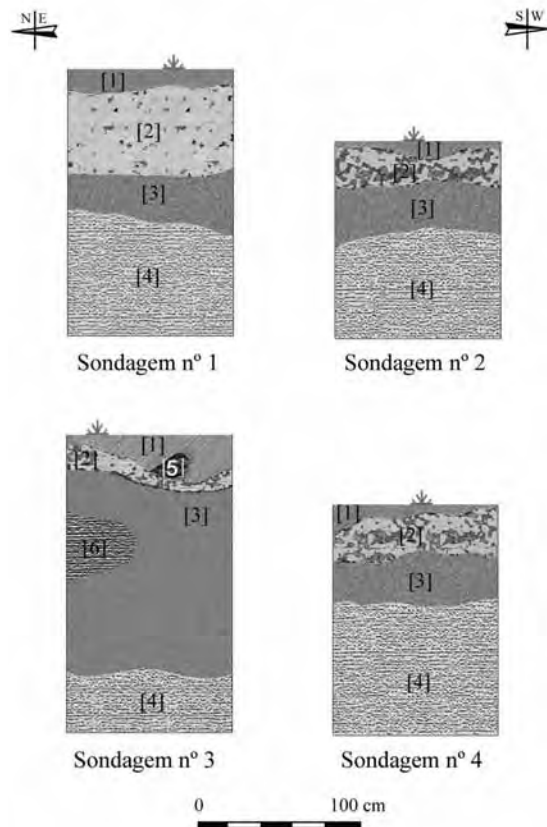 N E
S W
[1]
[2]
[3]
[4]
Sondagem nº 1
[1]
[2]
[3]
[4]
Sondagem nº 2
[1]
[2]
[5]
[3]
[6]
[4]
Sondagem nº 3
[1]
[2]
[3]
[4]
Sondagem nº 4
0 100 cm